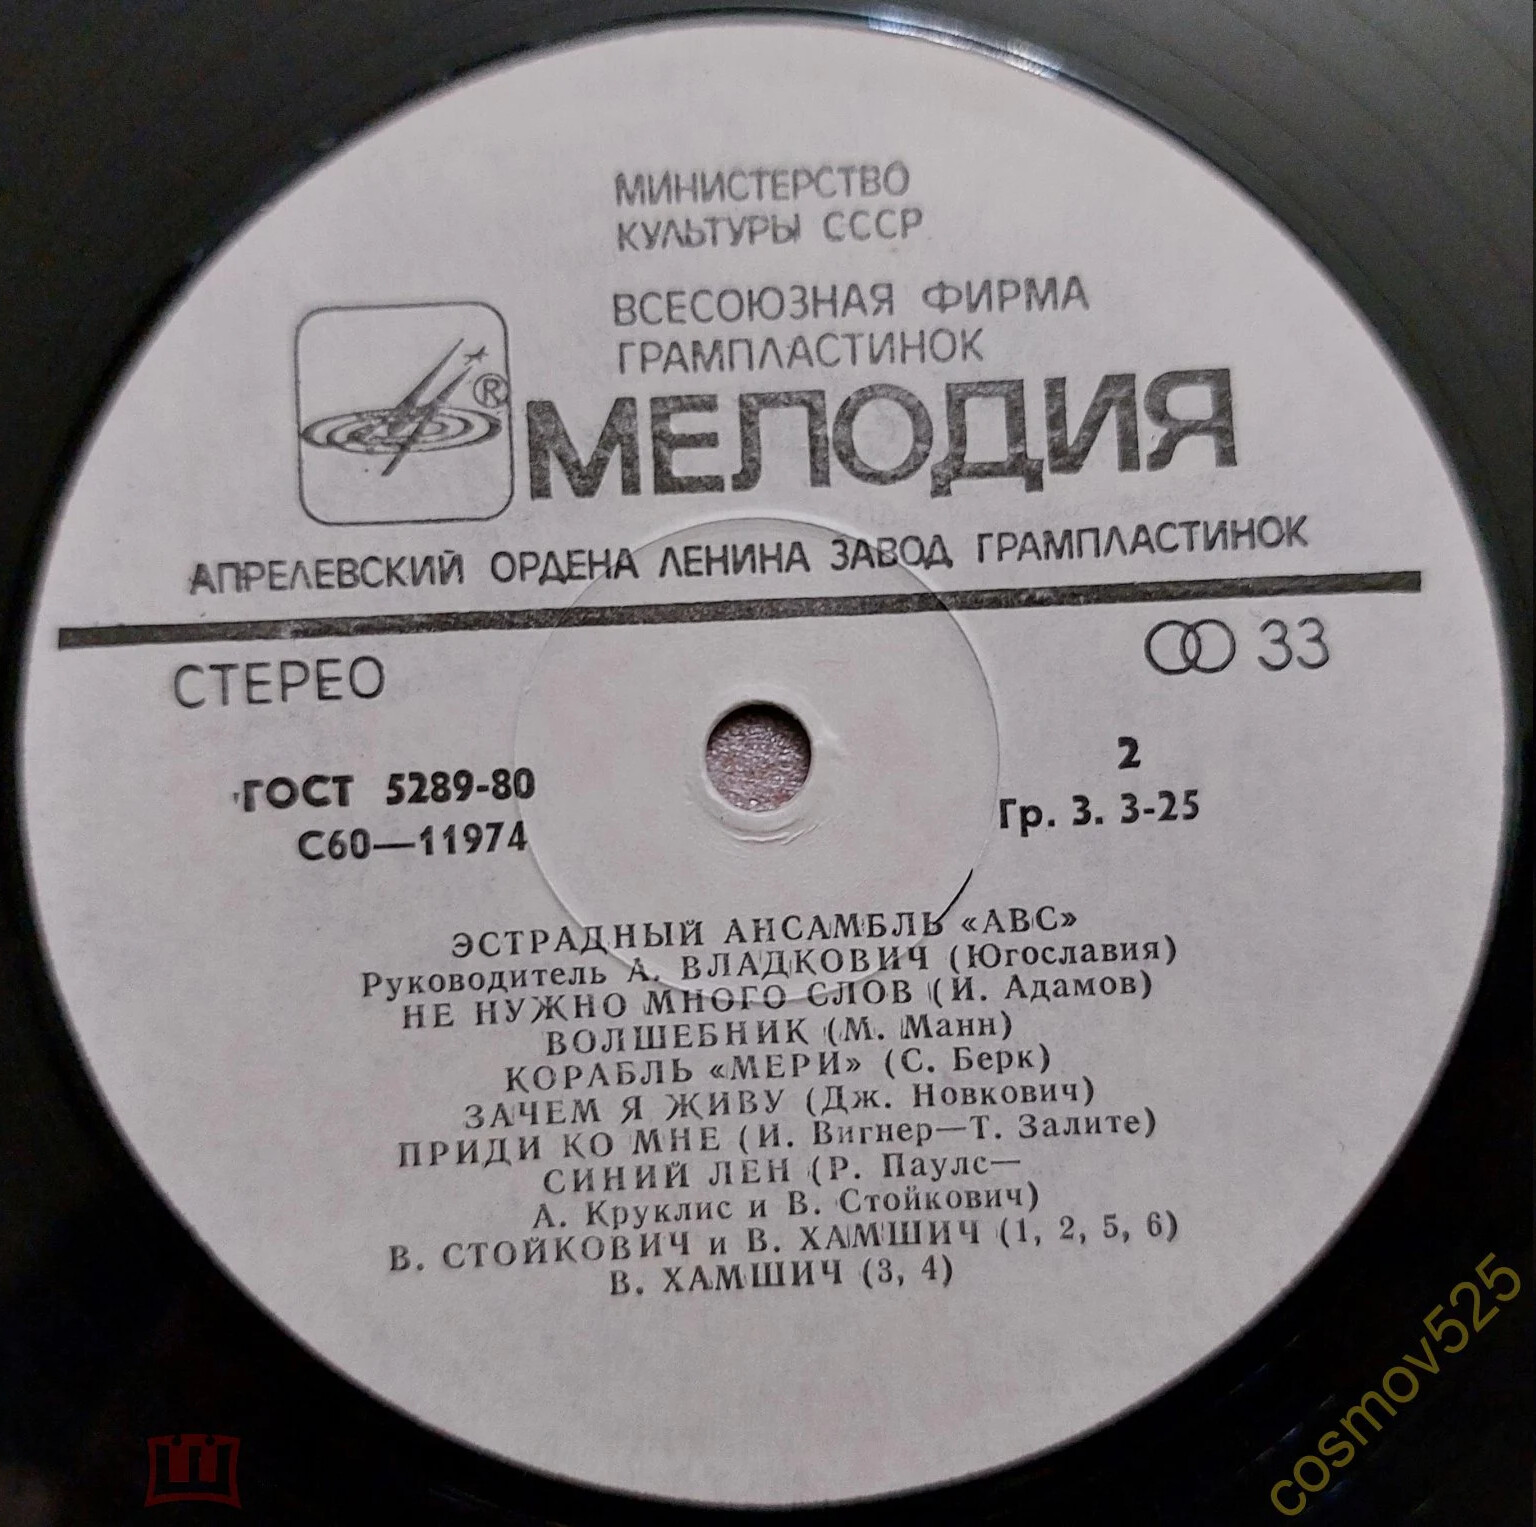 МИНИСТЕРСТВО
КУЛЬТУРЫ СССР
ВСЕСОЮЗНАЯ ФИРМА
ГРАМПЛАСТИНОК
®
МЕЛОДИЯ
АПРЕЛЕВСКИЙ ОРДЕНА ЛЕНИНА ЗАВОД ГРАМПЛАСТИНОК
СТЕРЕО
33
ГОСТ 5289-80
С60—11974
2
Гр. 3. 3-25
ЭСТРАДНЫЙ АНСАМБЛЬ «АВС»
Руководитель А. ВЛАДКОВИЧ (Югославия)
НЕ НУЖНО МНОГО СЛОВ (И. Адамов)
ВОЛШЕБНИК (М. Манн)
КОРАБЛЬ «МЕРИ» (С. Берк)
ЗАЧЕМ Я ЖИВУ (Дж. Новкович)
ПРИДИ КО МНЕ (И. Вигнер—Т. Залите)
СИНИЙ ЛЕН (Р. Паулс—
А. Круклис и В. Стойкович)
В. СТОЙКОВИЧ и В. ХАМШИЧ (1, 2, 5, 6)
В. ХАМШИЧ (3, 4)
cosmov525